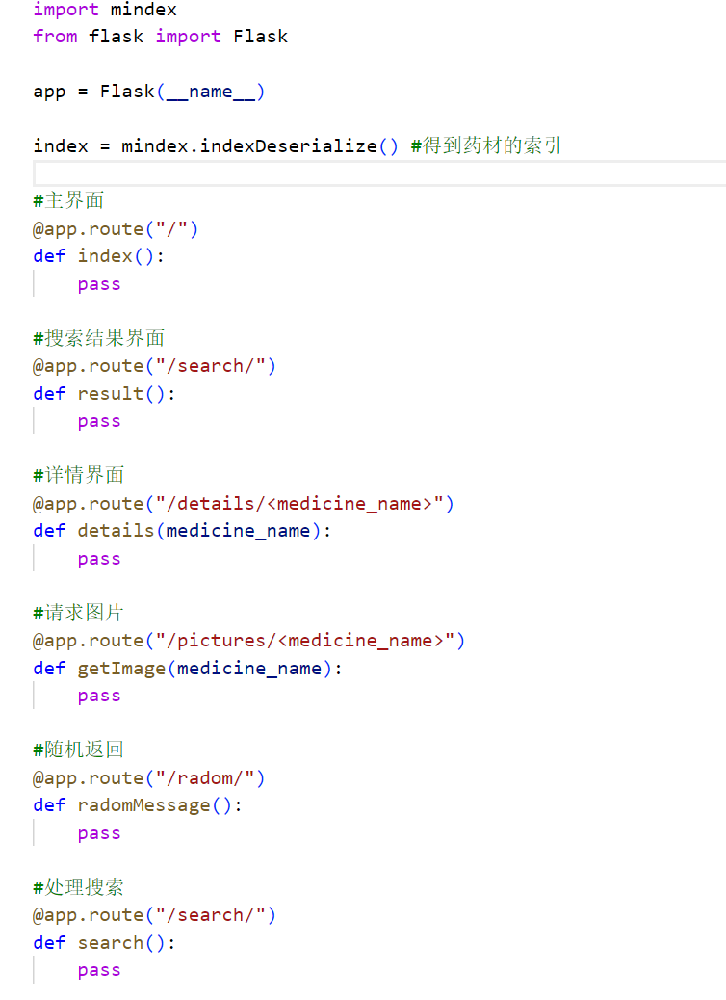 import mindex
from flask import Flask
app = Flask(__name__)
index = mindex.indexDeserialize() #得到药材的索引
#主界面
@app.route("/")
def index():
    pass
#搜索结果界面
@app.route("/search/")
def result():
    pass
#详情界面
@app.route("/details/<medicine_name>")
def details(medicine_name):
    pass
#请求图片
@app.route("/pictures/<medicine_name>")
def getImage(medicine_name):
    pass
#随机返回
@app.route("/radom/")
def radomMessage():
    pass
#处理搜索
@app.route("/search/")
def search():
    pass